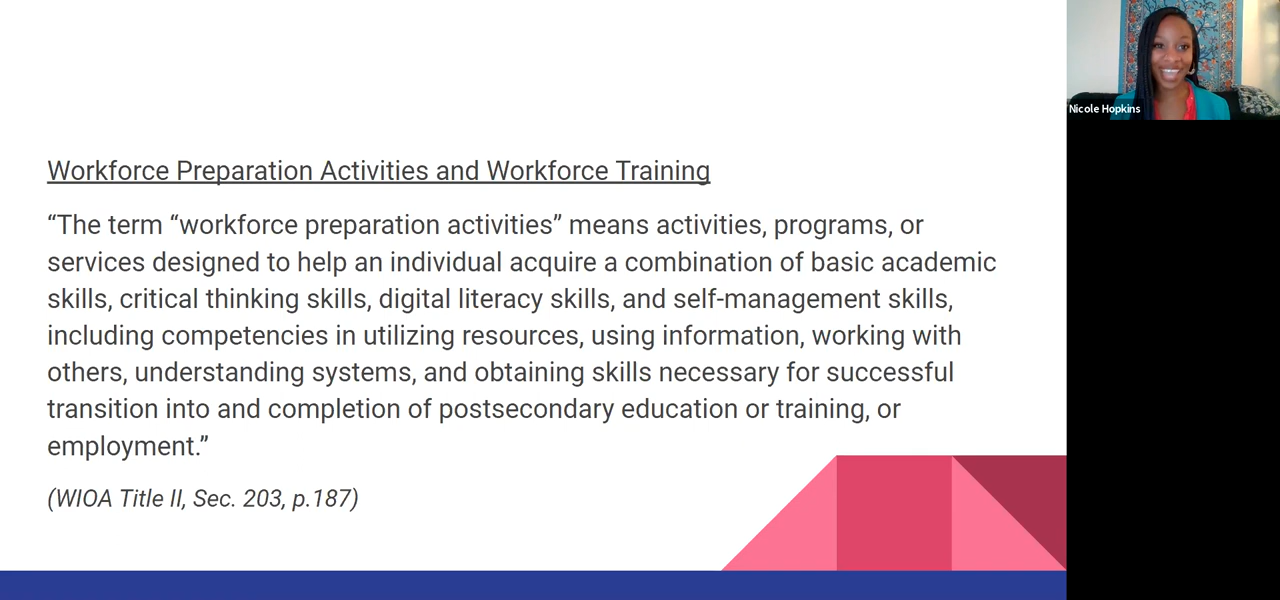 Nicole Hopkins
Workforce Preparation Activities and Workforce Training
“The term “workforce preparation activities” means activities, programs, or
services designed to help an individual acquire a combination of basic academic
skills, critical thinking skills, digital literacy skills, and self-management skills,
including competencies in utilizing resources, using information, working with
others, understanding systems, and obtaining skills necessary for successful
transition into and completion of postsecondary education or training, or
employment.”
(WIOA Title II, Sec. 203, p.187)